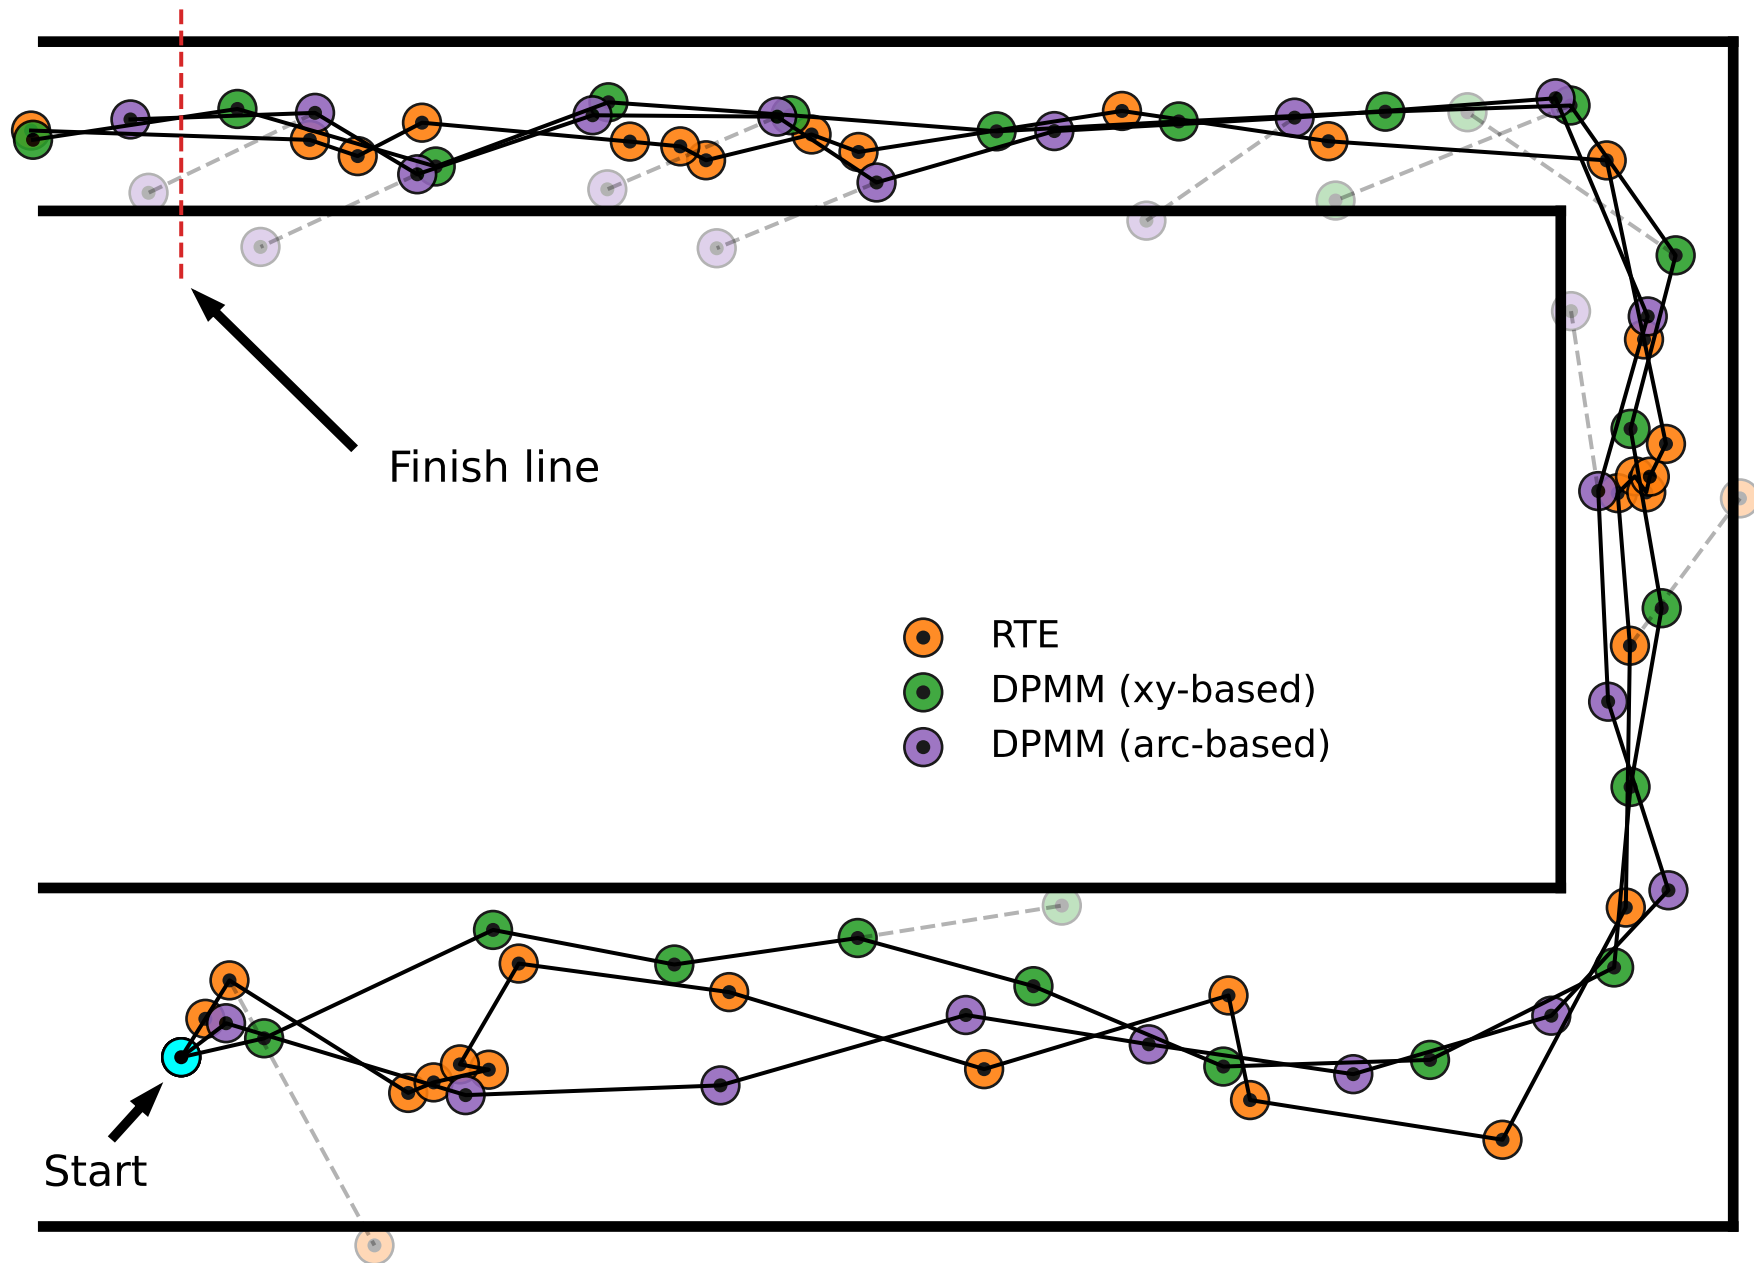 Finish line
RTE
DPMM (xy-based)
DPMM (arc-based)
Start